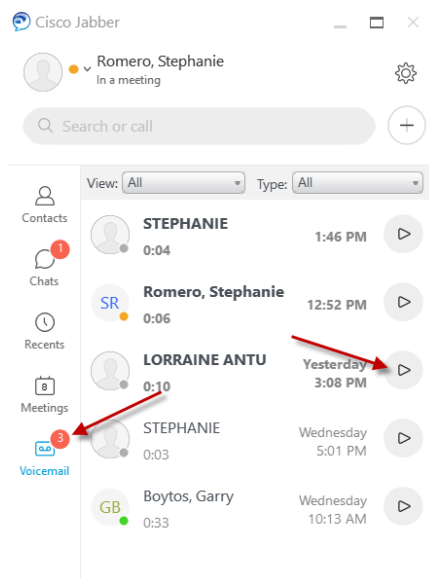 Cisco Jabber
Romero, Stephanie
In a meeting
Search or call
Contacts
1
Chats
Recents
8
Meetings
3
Voicemail
View: All Type: All
STEPHANIE
0:04
1:46 PM
SR
Romero, Stephanie
0:06
12:52 PM
LORRAINE ANTU
0:10
Yesterday
3:08 PM
STEPHANIE
0:03
Wednesday
5:01 PM
GB
Boytos, Garry
0:33
Wednesday
10:13 AM